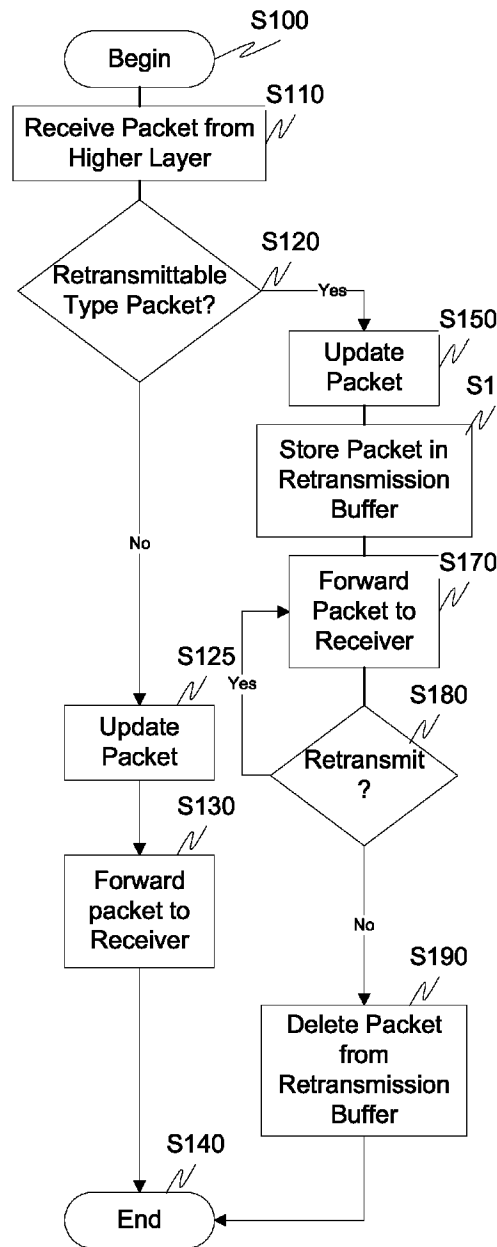 S100
Begin
S110
Receive Packet from
Higher Layer
S120
Retransmittable
Type Packet?
Yes
S150
Update
Packet
S1
Store Packet in
Retransmission
Buffer
S170
Forward
Packet to
Receiver
No
S125
Yes
S180
Update
Packet
Retransmit
?
S130
Forward
packet to
Receiver
No
S190
Delete Packet
from
Retransmission
Buffer
S140
End